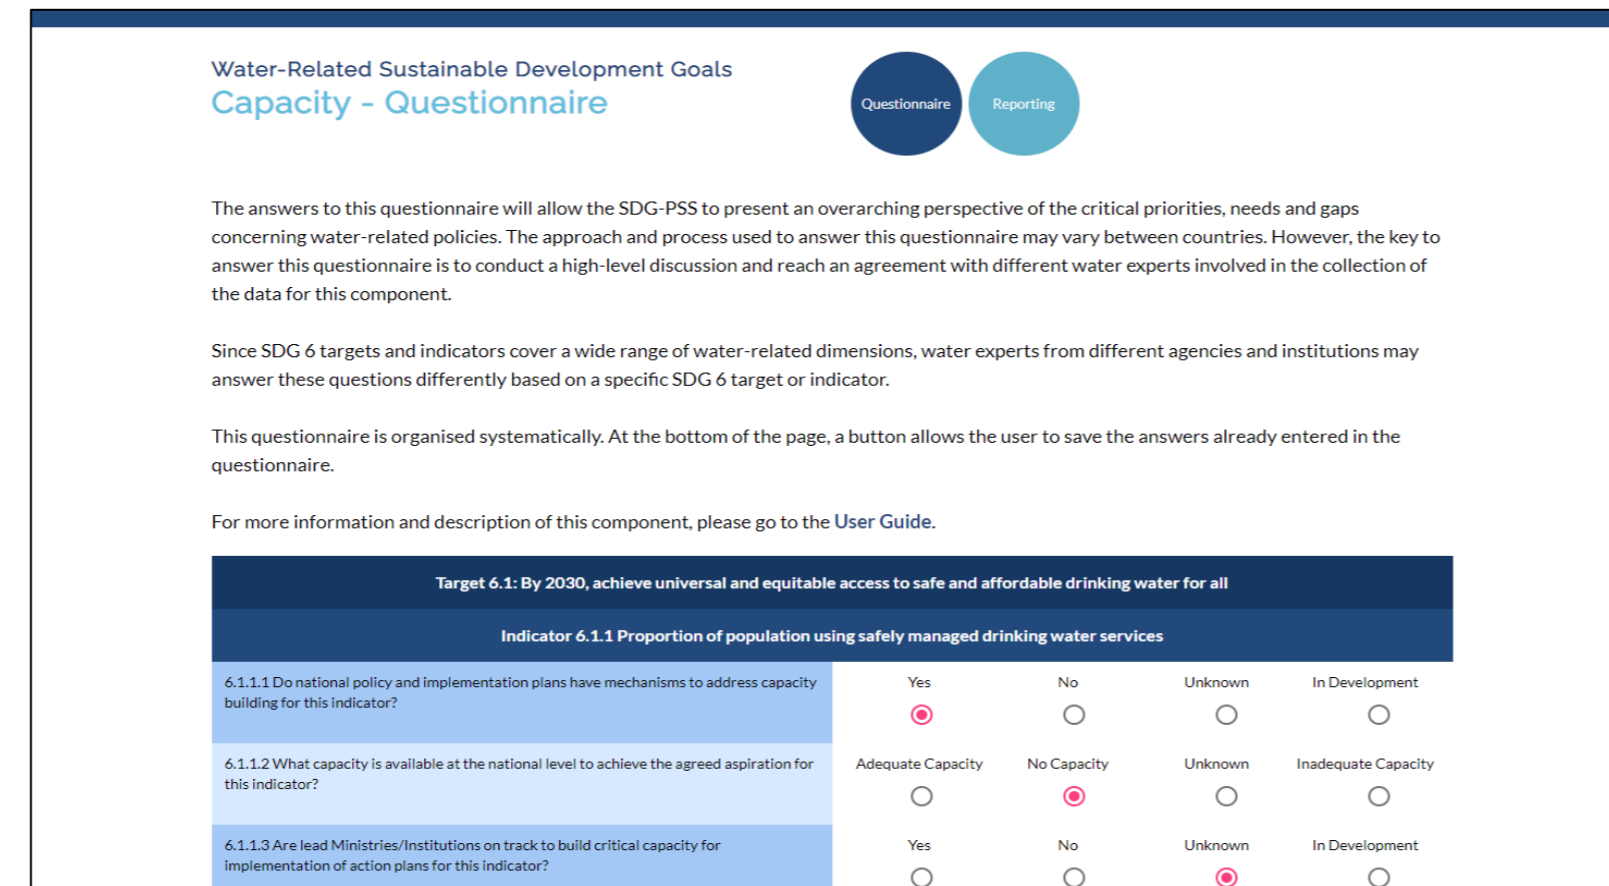 Water-Related Sustainable Development Goals
Capacity - Questionnaire
Questionnaire
Reporting
The answers to this questionnaire will allow the SDG-PSS to present an overarching perspective of the critical priorities, needs and gaps
concerning water-related policies. The approach and process used to answer this questionnaire may vary between countries. However, the key to
answer this questionnaire is to conduct a high-level discussion and reach an agreement with different water experts involved in the collection of
the data for this component.
Since SDG 6 targets and indicators cover a wide range of water-related dimensions, water experts from different agencies and institutions may
answer these questions differently based on a specific SDG 6 target or indicator.
This questionnaire is organised systematically. At the bottom of the page, a button allows the user to save the answers already entered in the
questionnaire.
For more information and description of this component, please go to the User Guide.
Target 6.1: By 2030, achieve universal and equitable access to safe and affordable drinking water for all
Indicator 6.1.1 Proportion of population using safely managed drinking water services
6.1.1.1 Do national policy and implementation plans have mechanisms to address capacity
building for this indicator?
Yes No Unknown In Development
6.1.1.2 What capacity is available at the national level to achieve the agreed aspiration for
this indicator?
Adequate Capacity No Capacity Unknown Inadequate Capacity
6.1.1.3 Are lead Ministries/Institutions on track to build critical capacity for
implementation of action plans for this indicator?
Yes No Unknown In Development